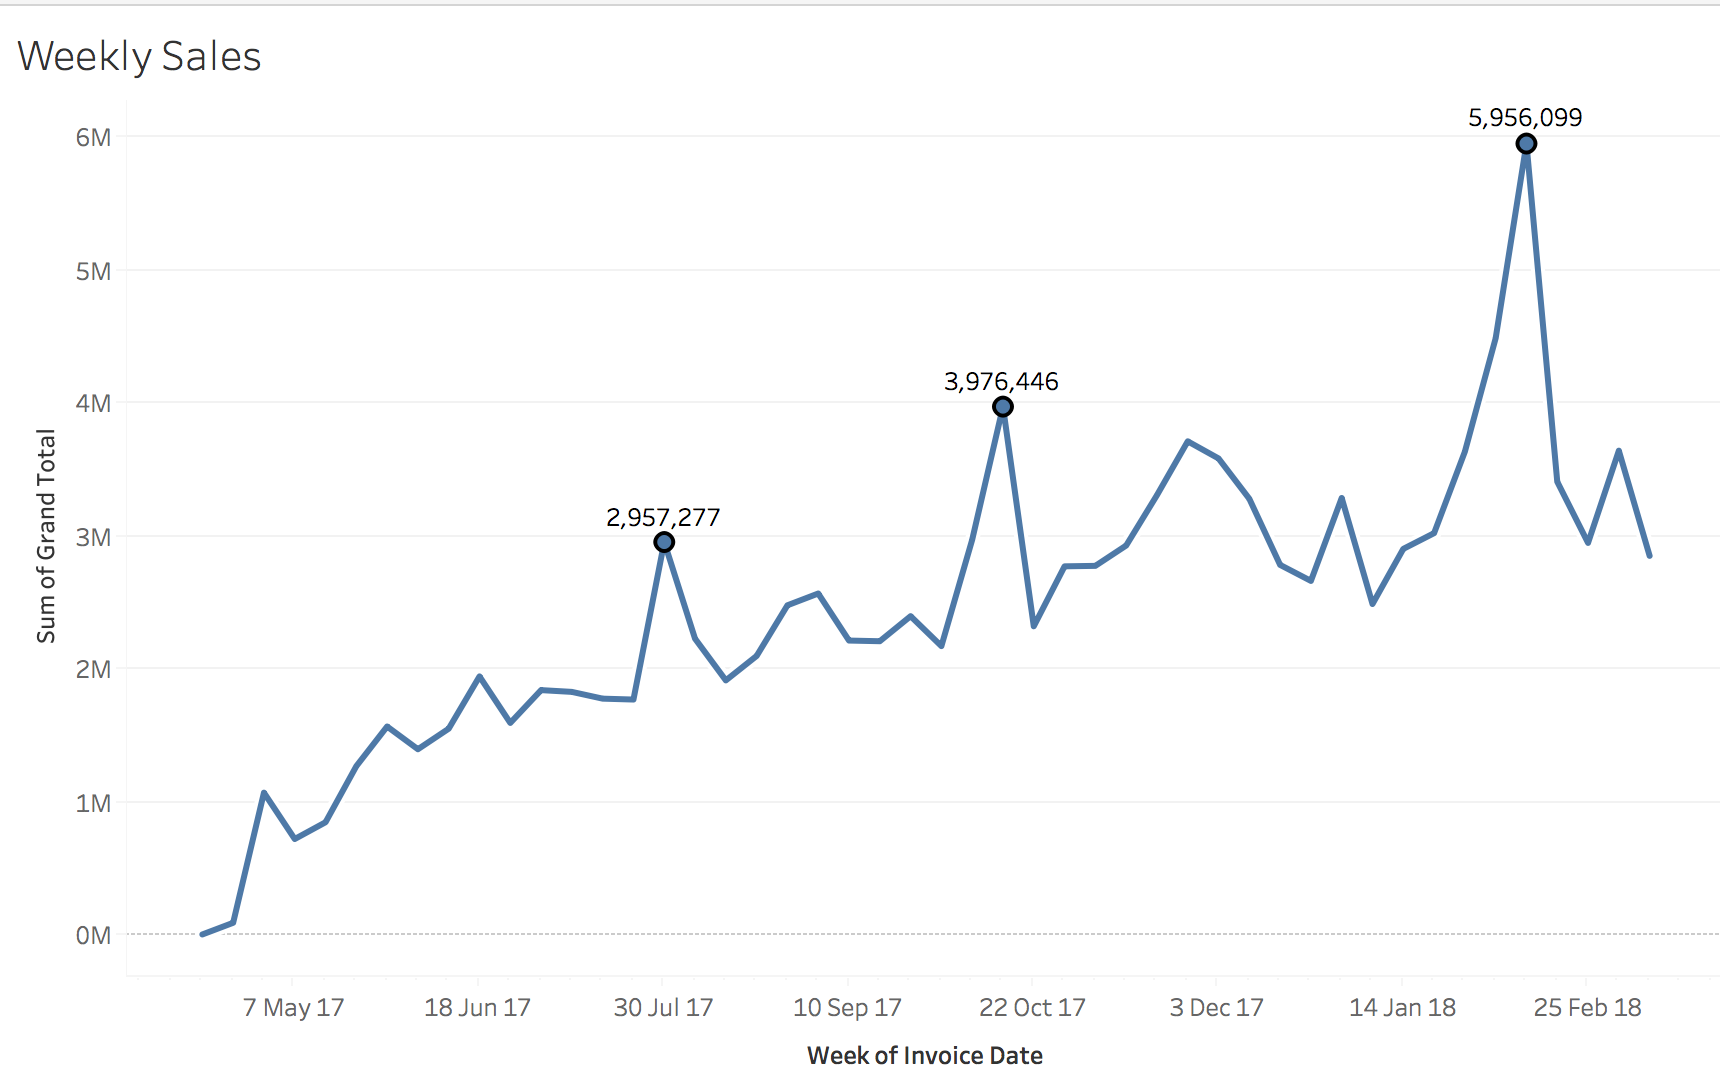 Weekly Sales
5,956,099
6M
5M
3,976,446
4M
2,957,277
3M
2M
1M
0M
Sum of Grand Total
7 May 17 18 Jun 17 30 Jul 17 10 Sep 17 22 Oct 17 3 Dec 17 14 Jan 18 25 Feb 18
Week of Invoice Date